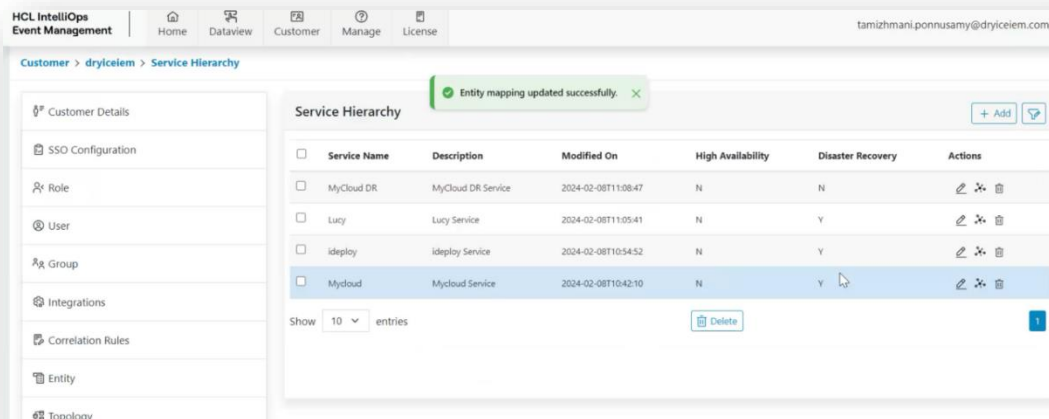 HCL IntelliOps
Event Management
Home
Dataview
Customer
Manage
License
tamizhmani.ponnusamy@dryiceiem.com
Customer > dryiceiem > Service Hierarchy
Entity mapping updated successfully.
Customer Details
SSO Configuration
Role
User
Group
Integrations
Correlation Rules
Entity
Topology
Service Hierarchy
+ Add
Service Name Description Modified On High Availability Disaster Recovery Actions
MyCloud DR MyCloud DR Service 2024-02-08T11:08:47 N N
Lucy Lucy Service 2024-02-08T11:05:41 N Y
ideploy ideploy Service 2024-02-08T10:54:52 N Y
Mycloud Mycloud Service 2024-02-08T10:42:10 N Y
Show 10 entries
Delete
1